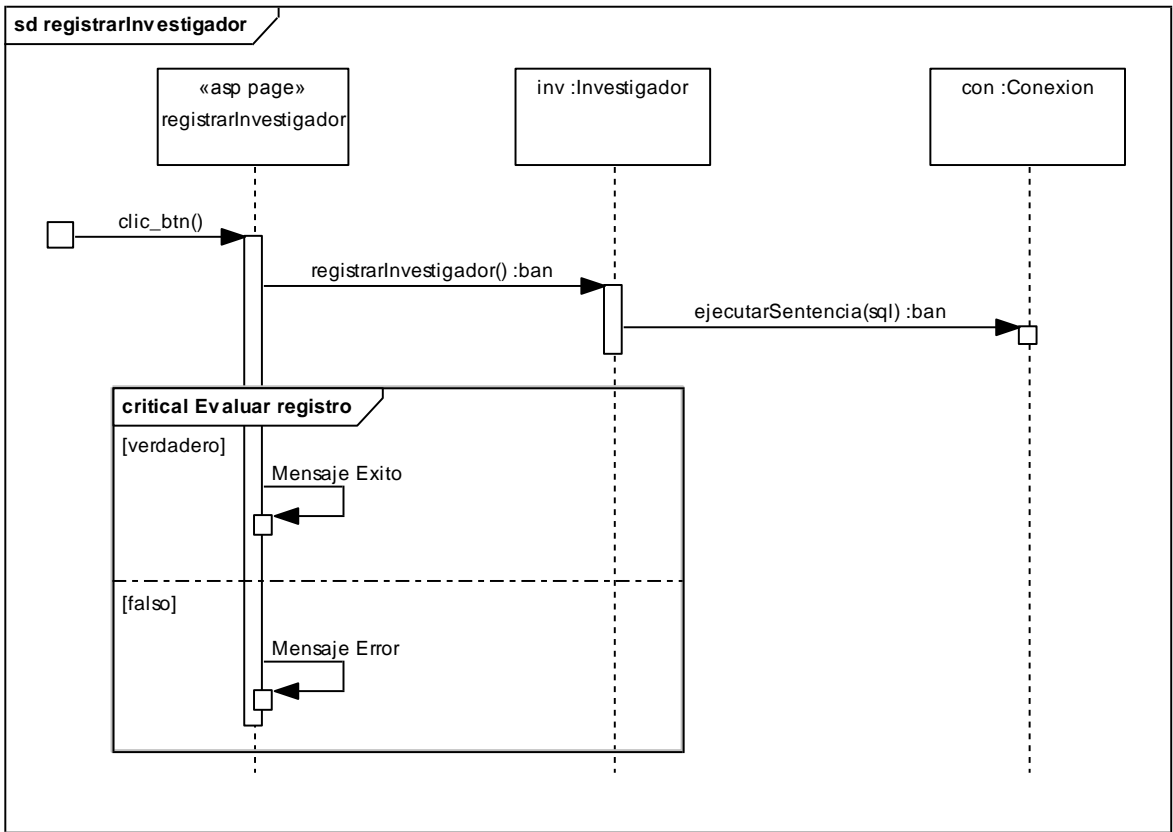 sd registrarInvestigador
«asp page»
registrarInvestigador
inv :Investigador
con :Conexion
clic_btn()
registrarInvestigador() :ban
ejecutarSentencia(sql) :ban
critical Evaluar registro
[verdadero]
Mensaje Exito
[falso]
Mensaje Error